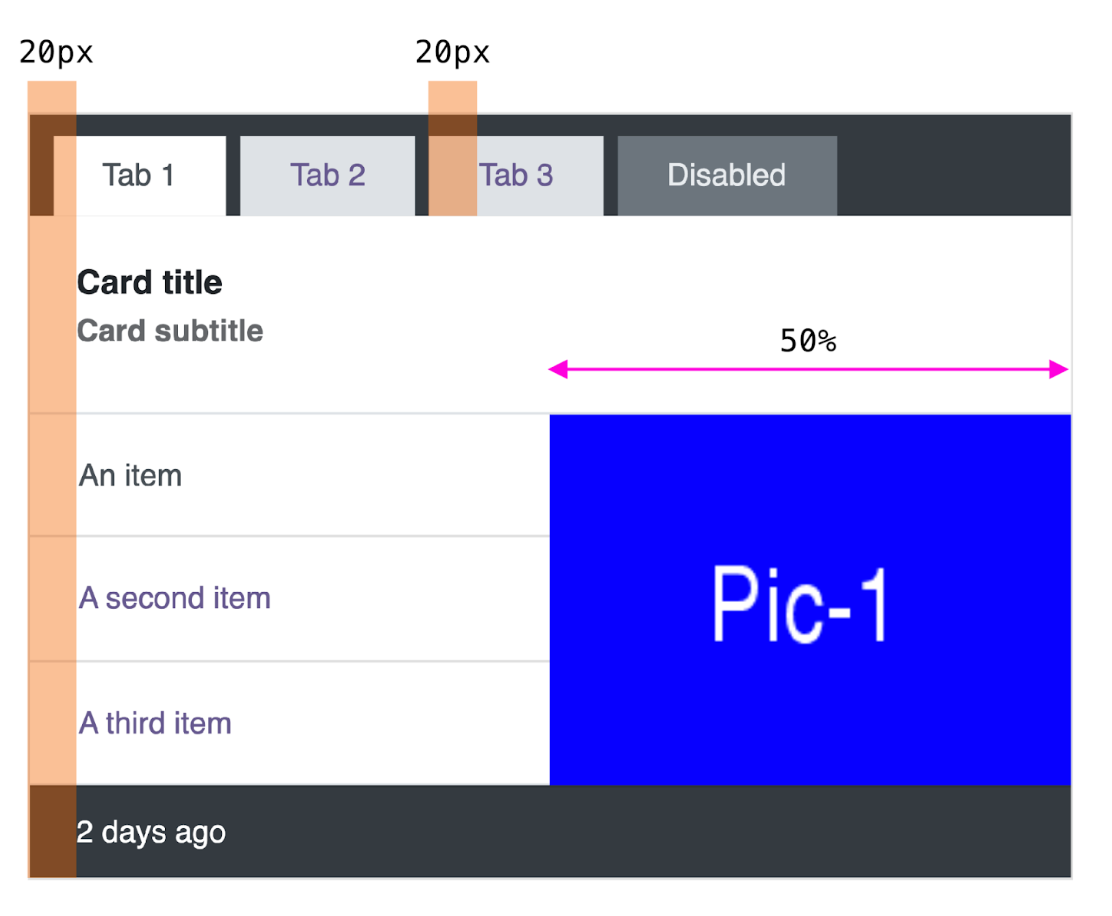 20px 20px
Tab 1 Tab 2 Tab 3 Disabled
Card title
Card subtitle
50%
An item
A second item
Pic-1
A third item
2 days ago